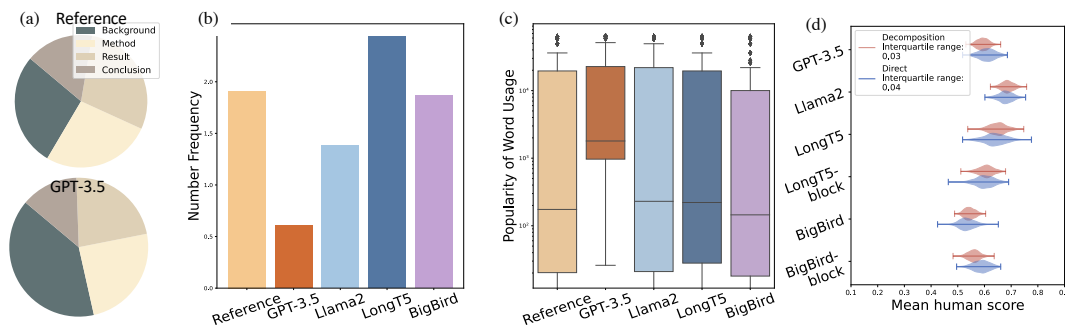 (a)
Reference
Background
Method
Result
Conclusion
GPT-3.5
(b)
Number Frequency
2.0
1.5
1.0
0.5
0.0
Reference
GPT-3.5
Llama2
LongT5
BigBird
(c)
Popularity of Word Usage
10⁴
10³
10²
Reference
GPT-3.5
Llama2
LongT5
BigBird
(d)
Decomposition
Interquartile range:
0,03
Direct
Interquartile range:
0,04
GPT-3.5
Llama2
LongT5
LongT5-
block
BigBird
BigBird-
block
0.1 0.2 0.3 0.4 0.5 0.6 0.7 0.8 0.9
Mean human score